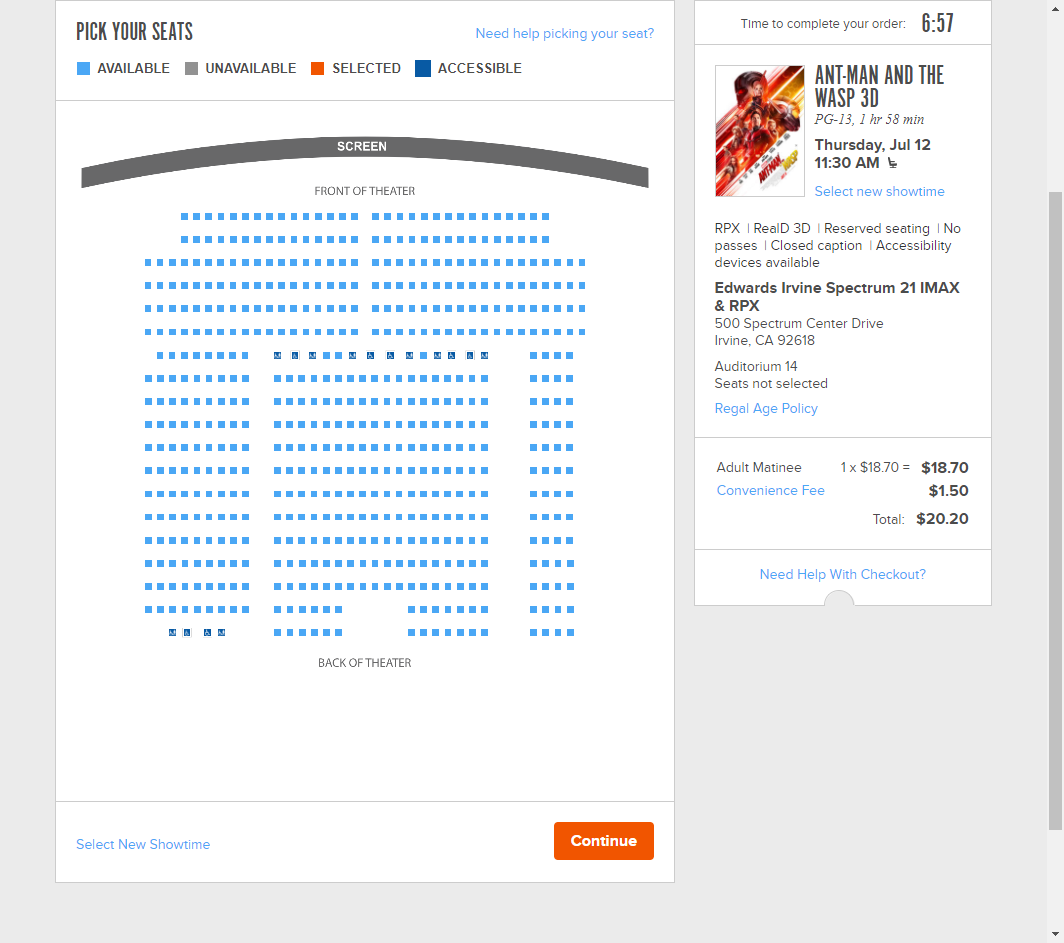 PICK YOUR SEATS
Need help picking your seat?
AVAILABLE UNAVAILABLE SELECTED ACCESSIBLE
SCREEN
FRONT OF THEATER
BACK OF THEATER
Select New Showtime
Continue
Time to complete your order: 6:57
ANT-MAN AND THE
WASP 3D
PG-13, 1 hr 58 min
Thursday, Jul 12
11:30 AM
Select new showtime
RPX | RealD 3D | Reserved seating | No
passes | Closed caption | Accessibility
devices available
Edwards Irvine Spectrum 21 IMAX
& RPX
500 Spectrum Center Drive
Irvine, CA 92618
Auditorium 14
Seats not selected
Regal Age Policy
Adult Matinee 1 x $18.70 = $18.70
Convenience Fee $1.50
Total: $20.20
Need Help With Checkout?